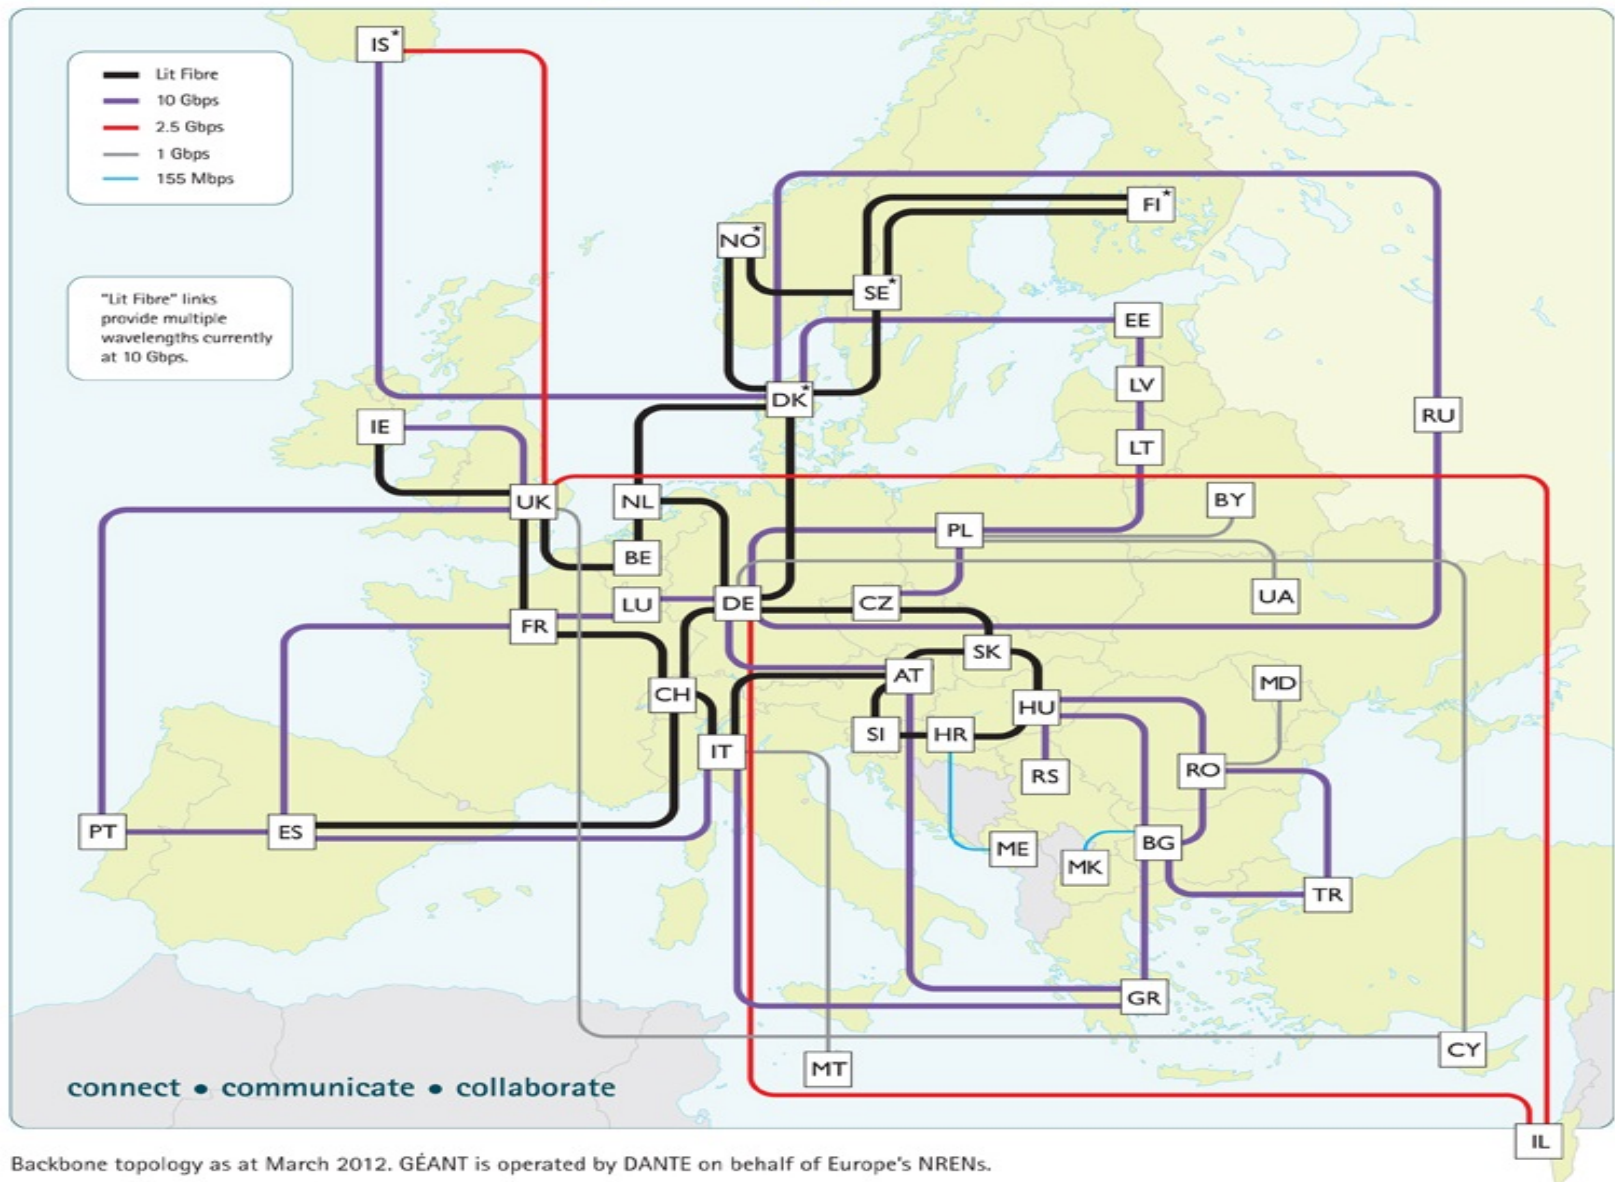 IS*
Lit Fibre
10 Gbps
2.5 Gbps
1 Gbps
155 Mbps
FI*
NO*
SE*
"Lit Fibre" links
provide multiple
wavelengths currently
at 10 Gbps.
EE
LV
DK*
RU
IE
LT
UK
NL
BY
PL
BE
LU
DE
CZ
UA
FR
SK
AT
CH
MD
HU
SI
HR
IT
RO
RS
PT
ES
BG
ME
MK
TR
GR
CY
MT
connect • communicate • collaborate
IL
Backbone topology as at March 2012. GÉANT is operated by DANTE on behalf of Europe's NRENs.